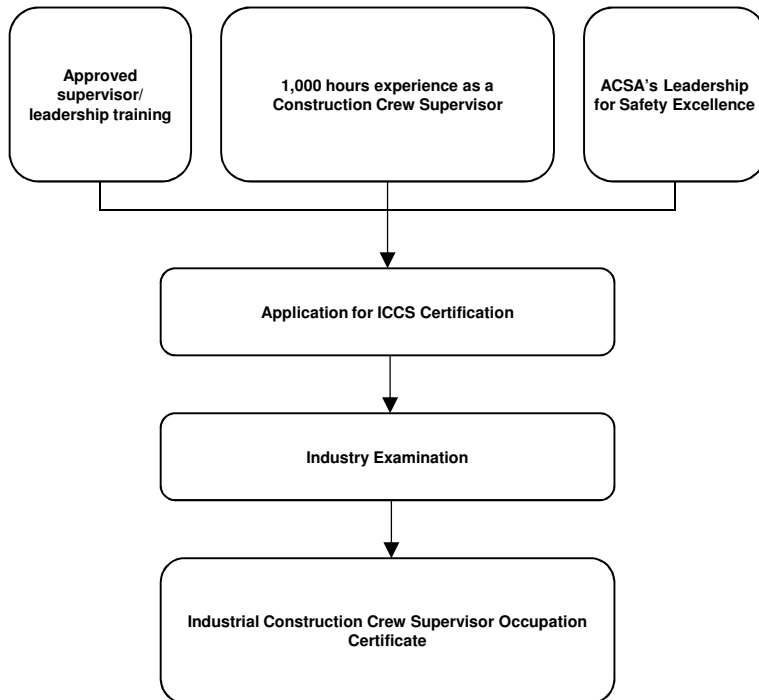 Approved
supervisor/
leadership training
1,000 hours experience as a
Construction Crew Supervisor
ACSA's Leadership
for Safety Excellence
Application for ICCS Certification
Industry Examination
Industrial Construction Crew Supervisor Occupation
Certificate